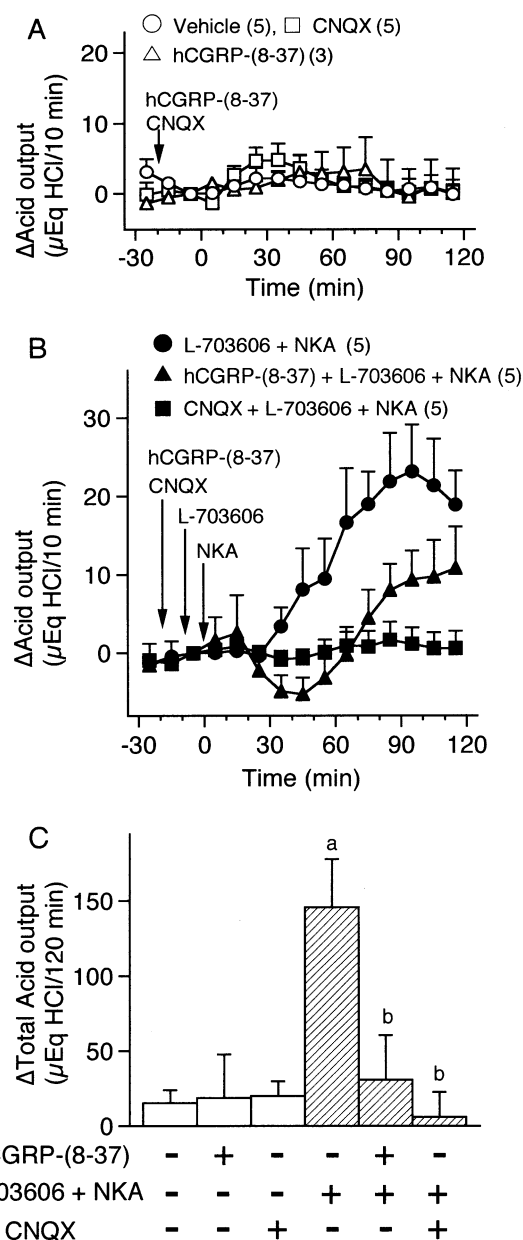 A
Vehicle (5), CNQX (5)
hCGRP-(8-37) (3)
20
10
0
ΔAcid output
(µEq HCl/10 min)
hCGRP-(8-37)
CNQX
-30 0 30 60 90 120
Time (min)
B
L-703606 + NKA (5)
hCGRP-(8-37) + L-703606 + NKA (5)
CNQX + L-703606 + NKA (5)
30
20
10
0
ΔAcid output
(µEq HCl/10 min)
hCGRP-(8-37)
CNQX
L-703606
NKA
-30 0 30 60 90 120
Time (min)
C
150
100
50
0
ΔTotal Acid output
(µEq HCl/120 min)
a
b
b
CGRP-(8-37) - + - - + -
03606 + NKA - - - + + +
CNQX - - + - - +